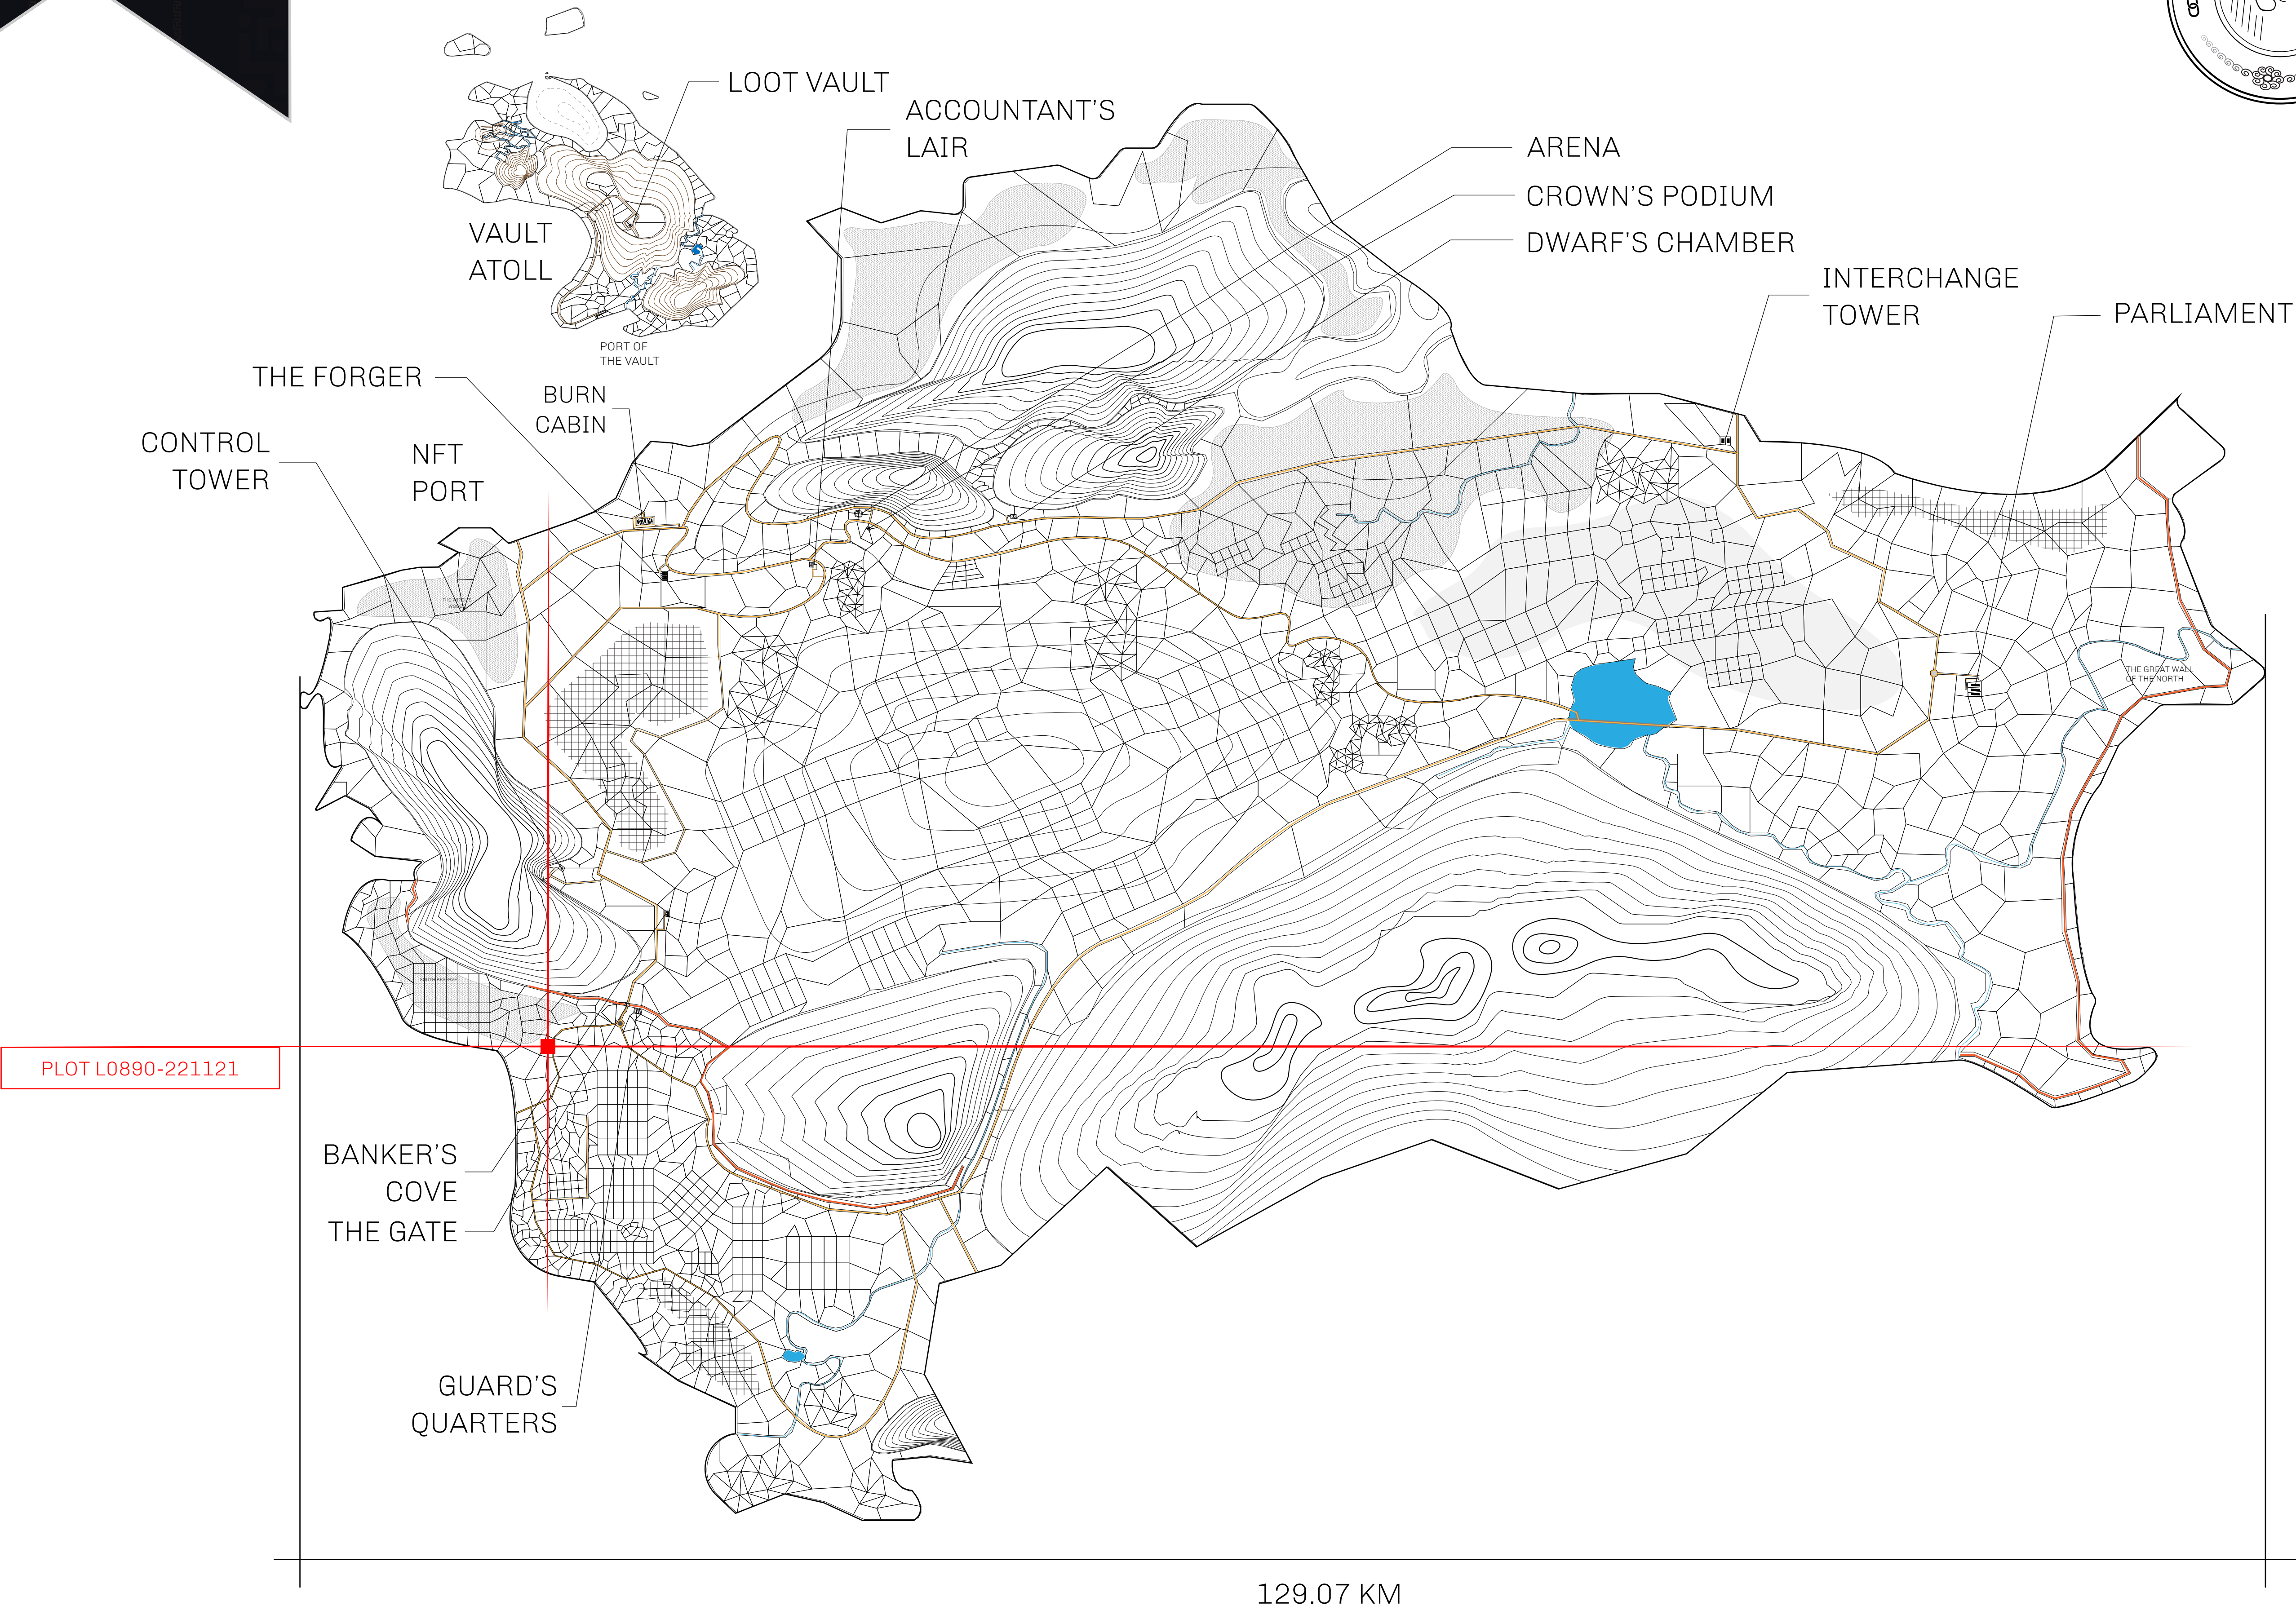 LOOT VAULT
ACCOUNTANT'S
LAIR
ARENA
CROWN'S PODIUM
DWARF'S CHAMBER
VAULT
ATOLL
INTERCHANGE
TOWER
PARLIAMENT
PORT OF
THE VAULT
THE FORGER
BURN
CABIN
CONTROL
TOWER
NFT
PORT
THE GREAT WALL
OF THE NORTH
SOUTH RESERVE
PLOT L0890-221121
BANKER'S
COVE
THE GATE
GUARD'S
QUARTERS
129.07 KM